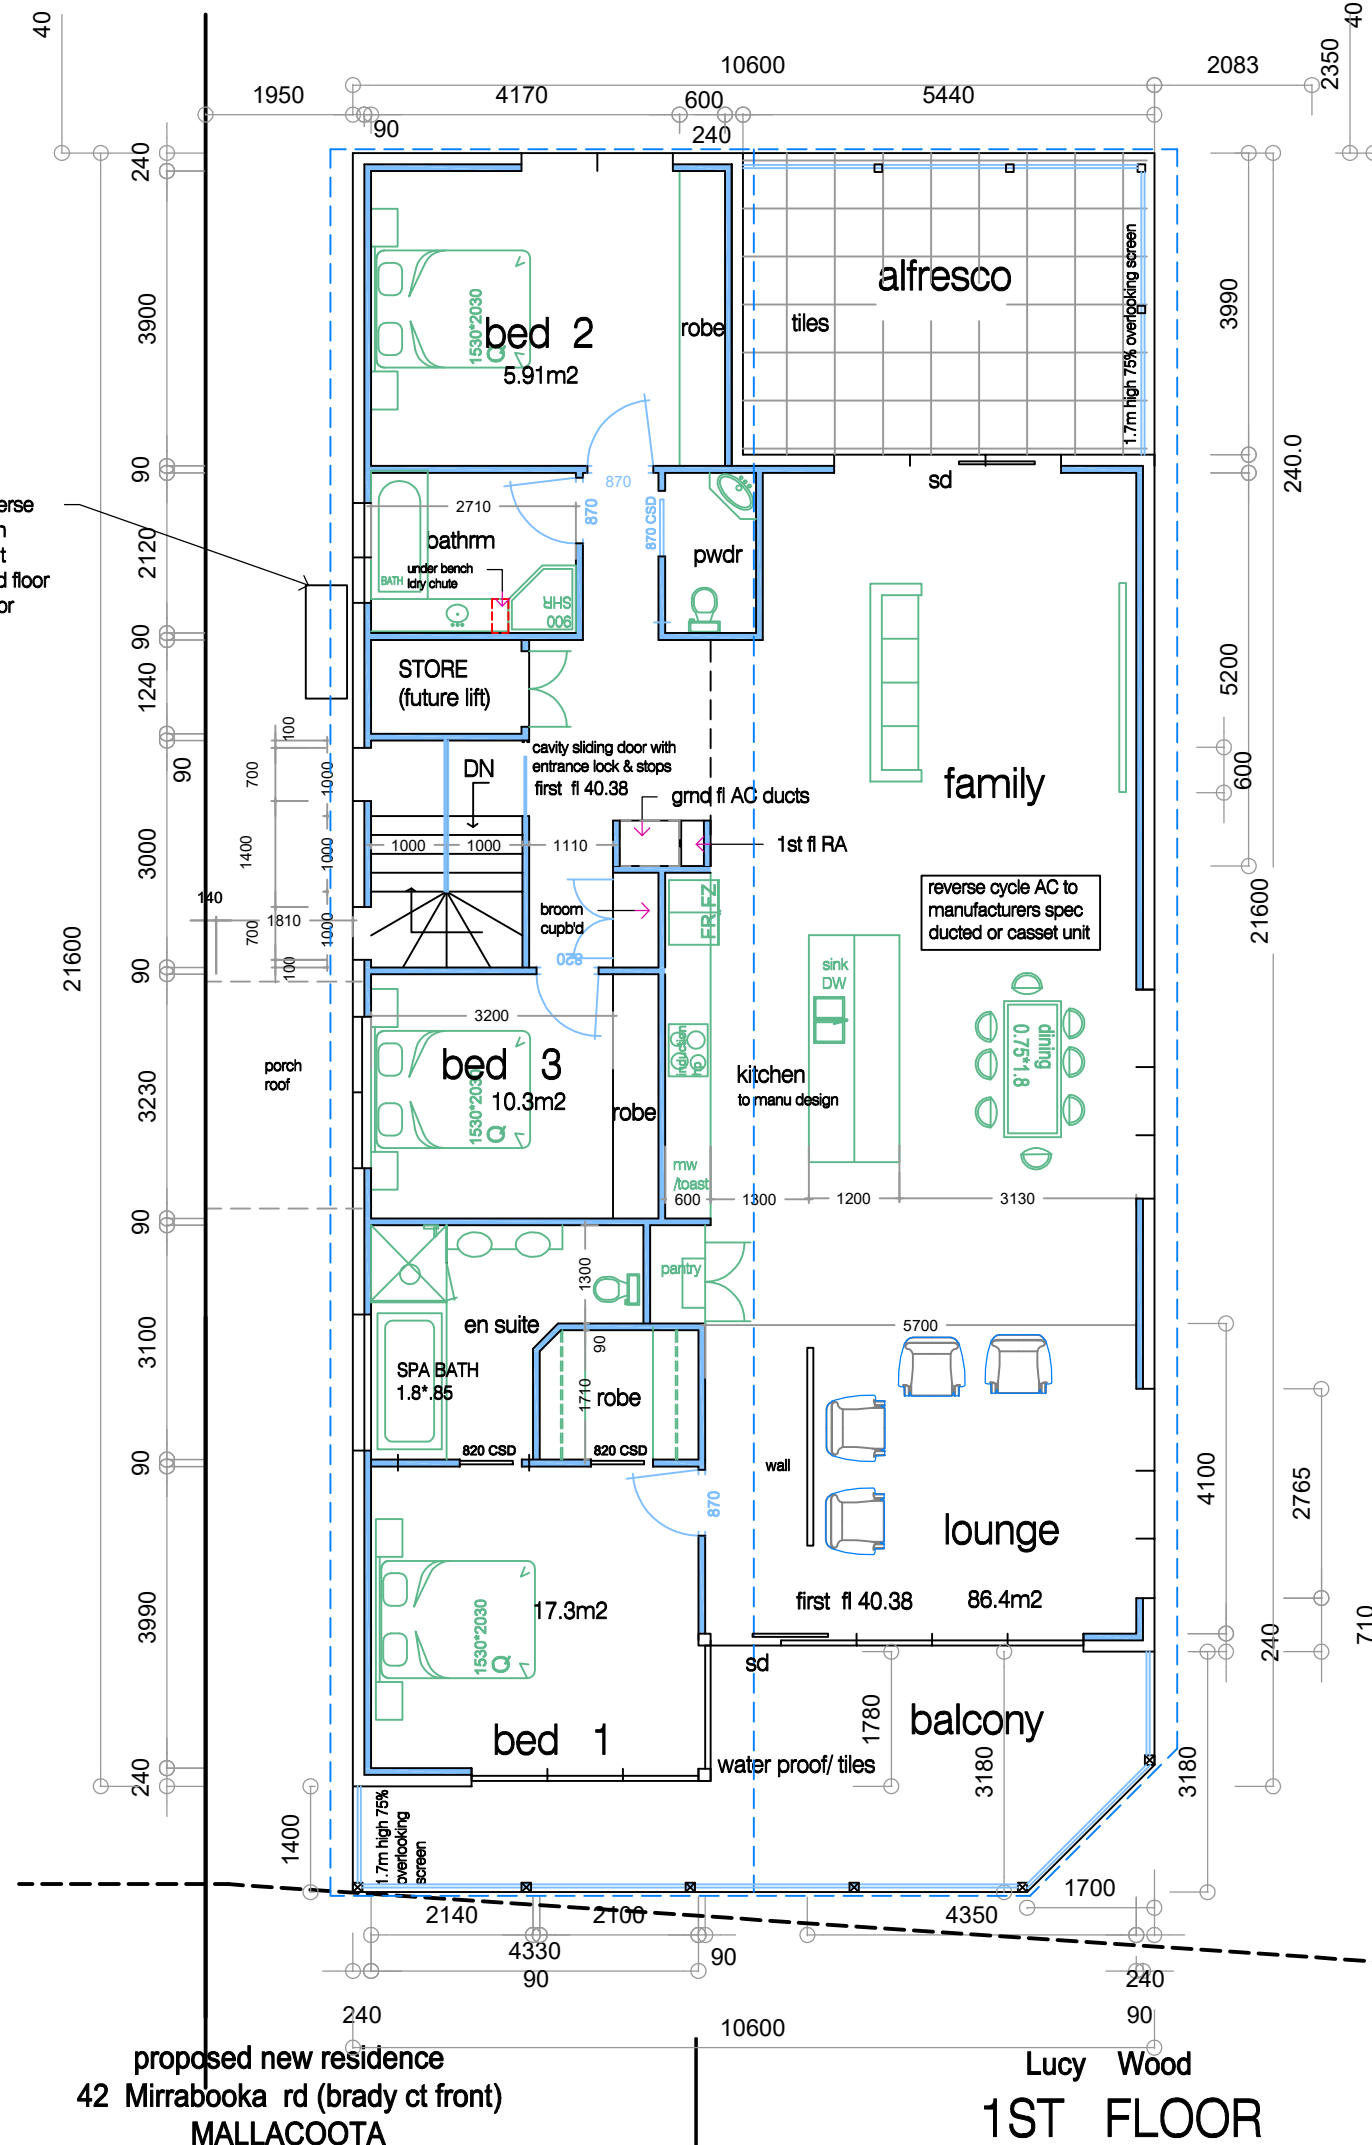 40
40
10600
2083
2350
1950
4170
600
5440
90
240
240
3900
bed 2
5.91m2
1530*2030
Q
robe
alfresco
tiles
1.7m high 75% overlooking screen
3990
240.0
sd
90
870
870
870 CSD
2710
bathrm
under bench
ldry chute
BATH
900
SHR
pwdr
erse
n
t
d floor
or
2120
90
1240
90
STORE
(future lift)
5200
600
family
cavity sliding door with
entrance lock & stops
first fl 40.38
DN
grnd fl AC ducts
1st fl RA
100
700
1000
1400
1000
3000
1000
1000
1110
140
1810
700
1000
100
90
21600
21600
broom
cupb'd
820
FR FZ
reverse cycle AC to
manufacturers spec
ducted or casset unit
sink
DW
3200
bed 3
10.3m2
1530*2030
Q
robe
porch
roof
3230
induction
kitchen
to manu design
dining
0.75*1.8
mw
/toast
600
1300
1200
3130
90
pantry
1300
en suite
5700
90
3100
SPA BATH
1.8*.85
1710
robe
820 CSD
820 CSD
90
wall
870
lounge
4100
2765
first fl 40.38
86.4m2
17.3m2
1530*2030
Q
3990
240
710
sd
bed 1
balcony
1780
water proof/ tiles
3180
3180
240
1400
1.7m high 75%
overlooking
screen
1700
2140
2100
4350
4330
90
90
240
240
90
10600
proposed new residence
42 Mirrabooka rd (brady ct front)
MALLACOOTA
Lucy Wood
1ST FLOOR